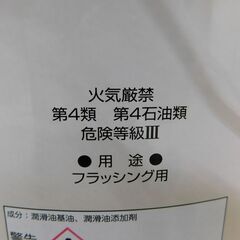 火気厳禁
第4類　第4石油類
危険等級Ⅲ
●用　途●
フラッシング用
成分：潤滑油基油、潤滑油添加剤
警告